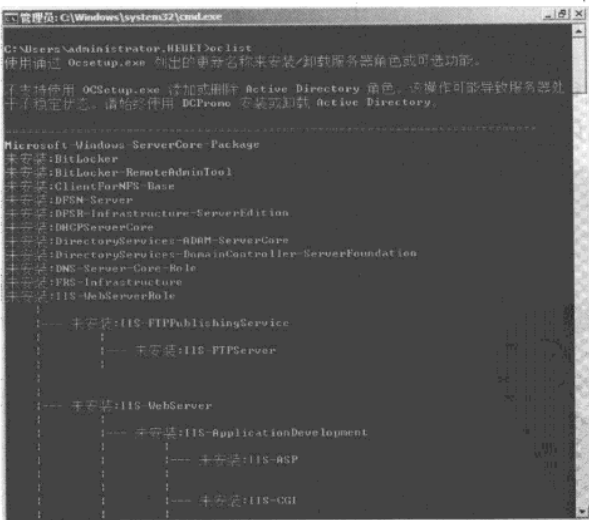 管理员: C:\Windows\system32\cmd.exe
C:\Users\administrator.HEUET>oclist
使用通过 Ocsetup.exe 列出的更新名称来安装/卸载服务器角色或可选功能。
不支持使用 OCSetup.exe 添加或删除 Active Directory 角色。该操作可能导致服务器处
于不稳定状态。请始终使用 DCPromo 安装或卸载 Active Directory。
Microsoft-Windows-ServerCore-Package
未安装:BitLocker
未安装:BitLocker-RemoteAdminTool
未安装:ClientForNFS-Base
未安装:DFSN-Server
未安装:DFSR-Infrastructure-ServerEdition
未安装:DHCPServerCore
未安装:DirectoryServices-ADAM-ServerCore
未安装:DirectoryServices-DomainController-ServerFoundation
未安装:DNS-Server-Core-Role
未安装:FRS-Infrastructure
未安装:IIS-WebServerRole
--- 未安装:IIS-FTPPublishingService
--- 未安装:IIS-FTPServer
--- 未安装:IIS-WebServer
--- 未安装:IIS-ApplicationDevelopment
--- 未安装:IIS-ASP
--- 未安装:IIS-CGI